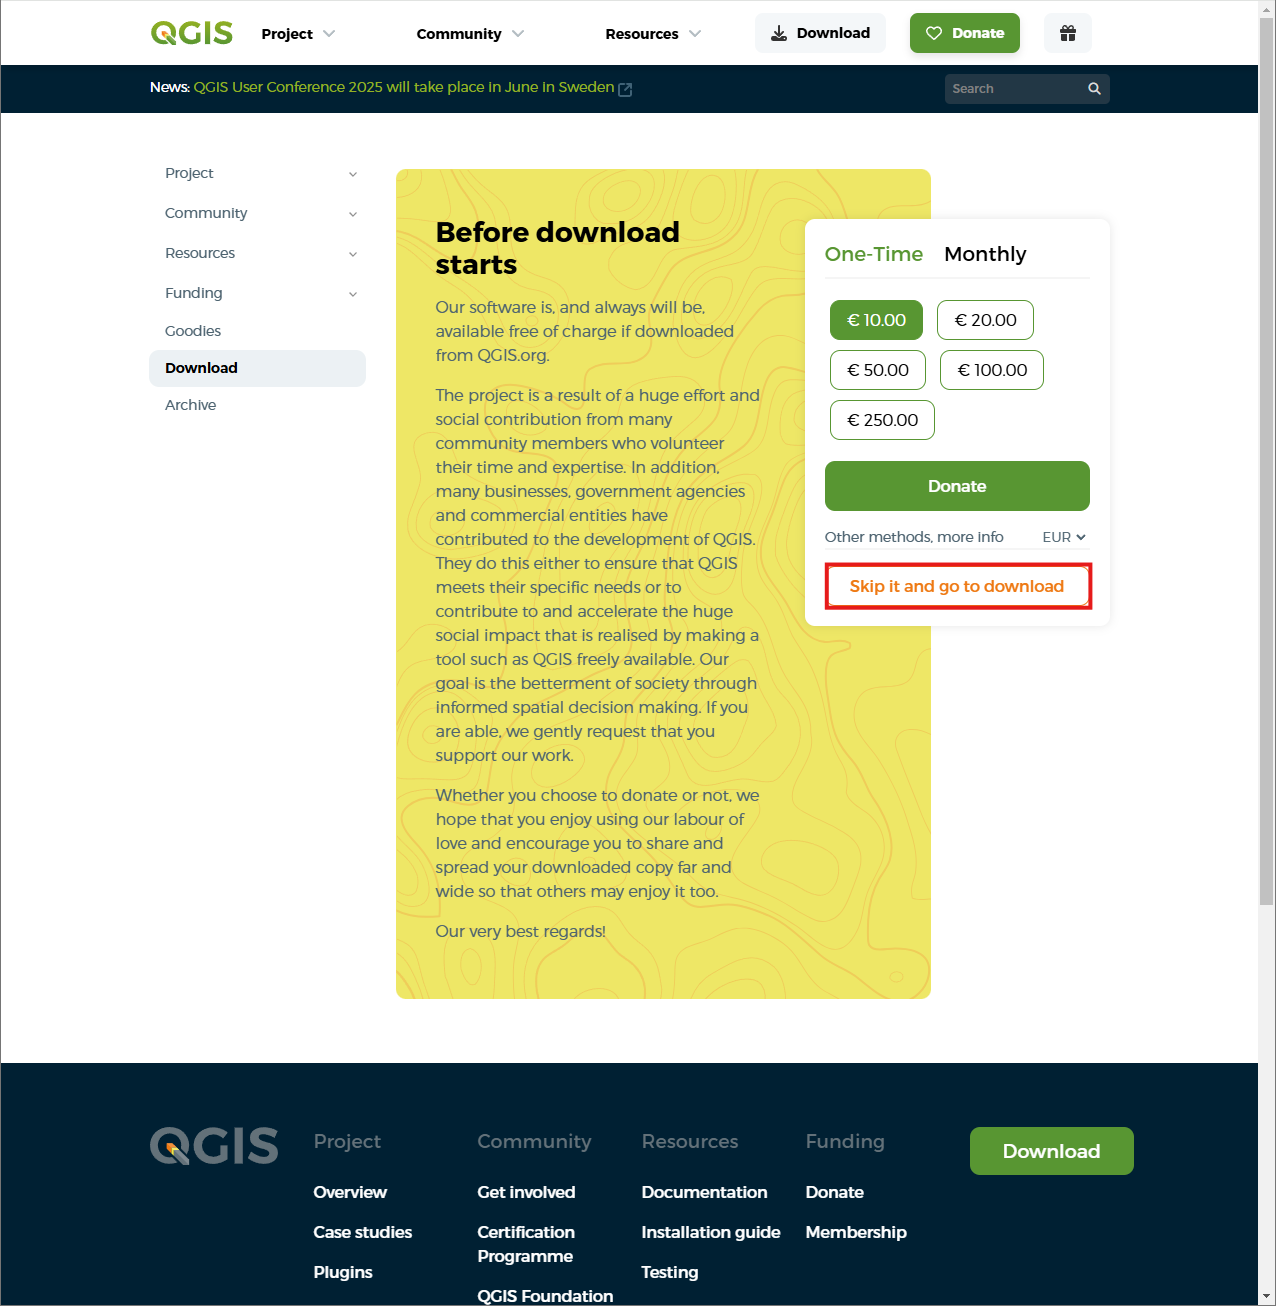 QGIS
Project
Community
Resources
Download
Donate
News: QGIS User Conference 2025 will take place in June in Sweden
Search
Project
Community
Resources
Funding
Goodies
Download
Archive
Before download
starts
Our software is, and always will be,
available free of charge if downloaded
from QGIS.org.
The project is a result of a huge effort and
social contribution from many
community members who volunteer
their time and expertise. In addition,
many businesses, government agencies
and commercial entities have
contributed to the development of QGIS.
They do this either to ensure that QGIS
meets their specific needs or to
contribute to and accelerate the huge
social impact that is realised by making a
tool such as QGIS freely available. Our
goal is the betterment of society through
informed spatial decision making. If you
are able, we gently request that you
support our work.
Whether you choose to donate or not, we
hope that you enjoy using our labour of
love and encourage you to share and
spread your downloaded copy far and
wide so that others may enjoy it too.
Our very best regards!
One-Time Monthly
€ 10.00 € 20.00
€ 50.00 € 100.00
€ 250.00
Donate
Other methods, more info EUR
Skip it and go to download
QGIS
Project
Overview
Case studies
Plugins
Community
Get involved
Certification
Programme
QGIS Foundation
Resources
Documentation
Installation guide
Testing
Funding
Donate
Membership
Download